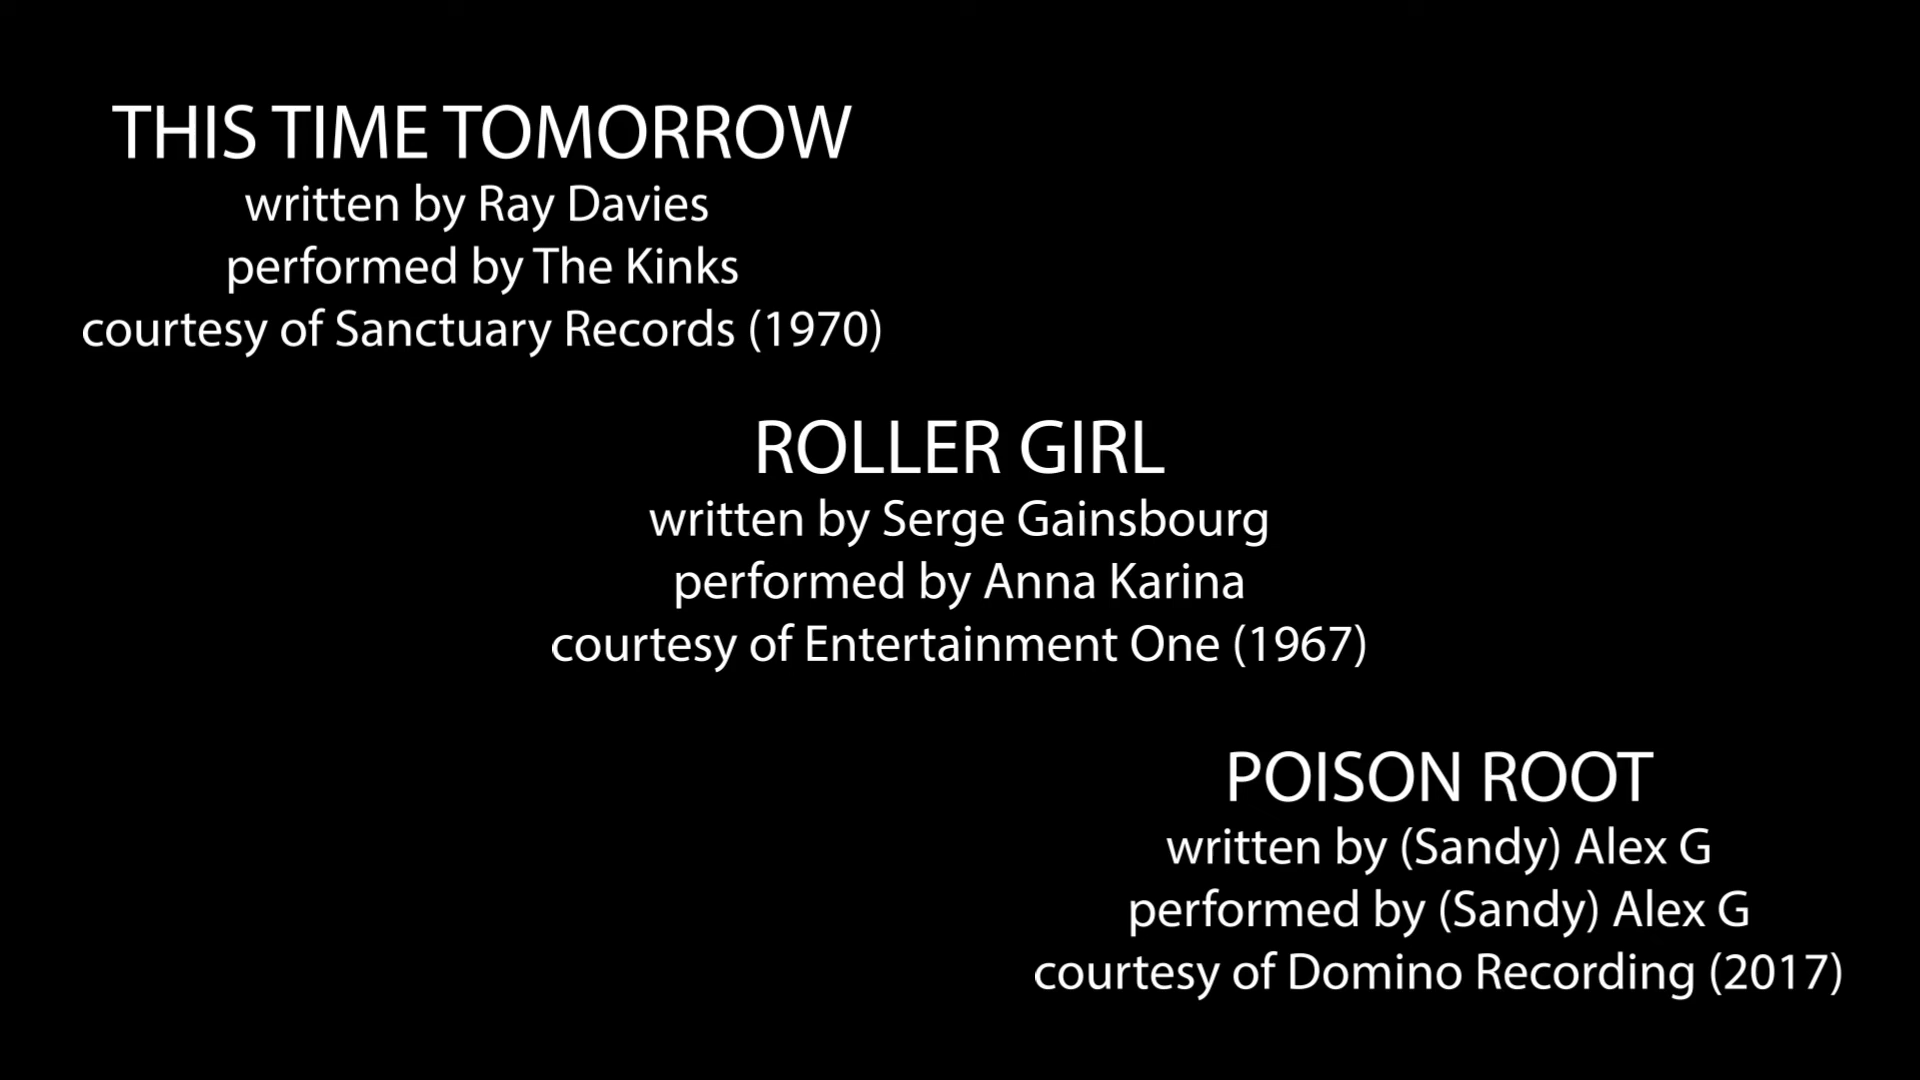 THIS TIME TOMORROW
written by Ray Davies
performed by The Kinks
courtesy of Sanctuary Records (1970)
ROLLER GIRL
written by Serge Gainsbourg
performed by Anna Karina
courtesy of Entertainment One (1967)
POISON ROOT
written by (Sandy) Alex G
performed by (Sandy) Alex G
courtesy of Domino Recording (2017)